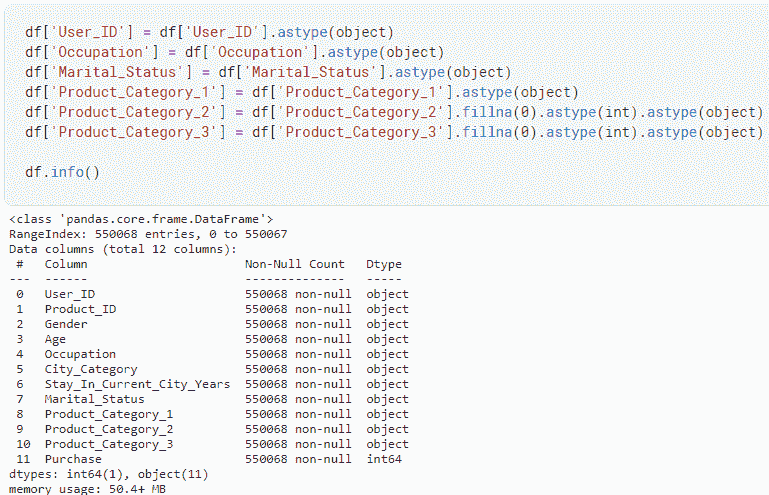 df['User_ID'] = df['User_ID'].astype(object)
df['Occupation'] = df['Occupation'].astype(object)
df['Marital_Status'] = df['Marital_Status'].astype(object)
df['Product_Category_1'] = df['Product_Category_1'].astype(object)
df['Product_Category_2'] = df['Product_Category_2'].fillna(0).astype(int).astype(object)
df['Product_Category_3'] = df['Product_Category_3'].fillna(0).astype(int).astype(object)
df.info()
<class 'pandas.core.frame.DataFrame'>
RangeIndex: 550068 entries, 0 to 550067
Data columns (total 12 columns):
 #   Column                      Non-Null Count   Dtype
---  ------                      --------------   -----
 0   User_ID                     550068 non-null  object
 1   Product_ID                  550068 non-null  object
 2   Gender                      550068 non-null  object
 3   Age                         550068 non-null  object
 4   Occupation                  550068 non-null  object
 5   City_Category               550068 non-null  object
 6   Stay_In_Current_City_Years  550068 non-null  object
 7   Marital_Status              550068 non-null  object
 8   Product_Category_1          550068 non-null  object
 9   Product_Category_2          550068 non-null  object
 10  Product_Category_3          550068 non-null  object
 11  Purchase                    550068 non-null  int64
dtypes: int64(1), object(11)
memory usage: 50.4+ MB